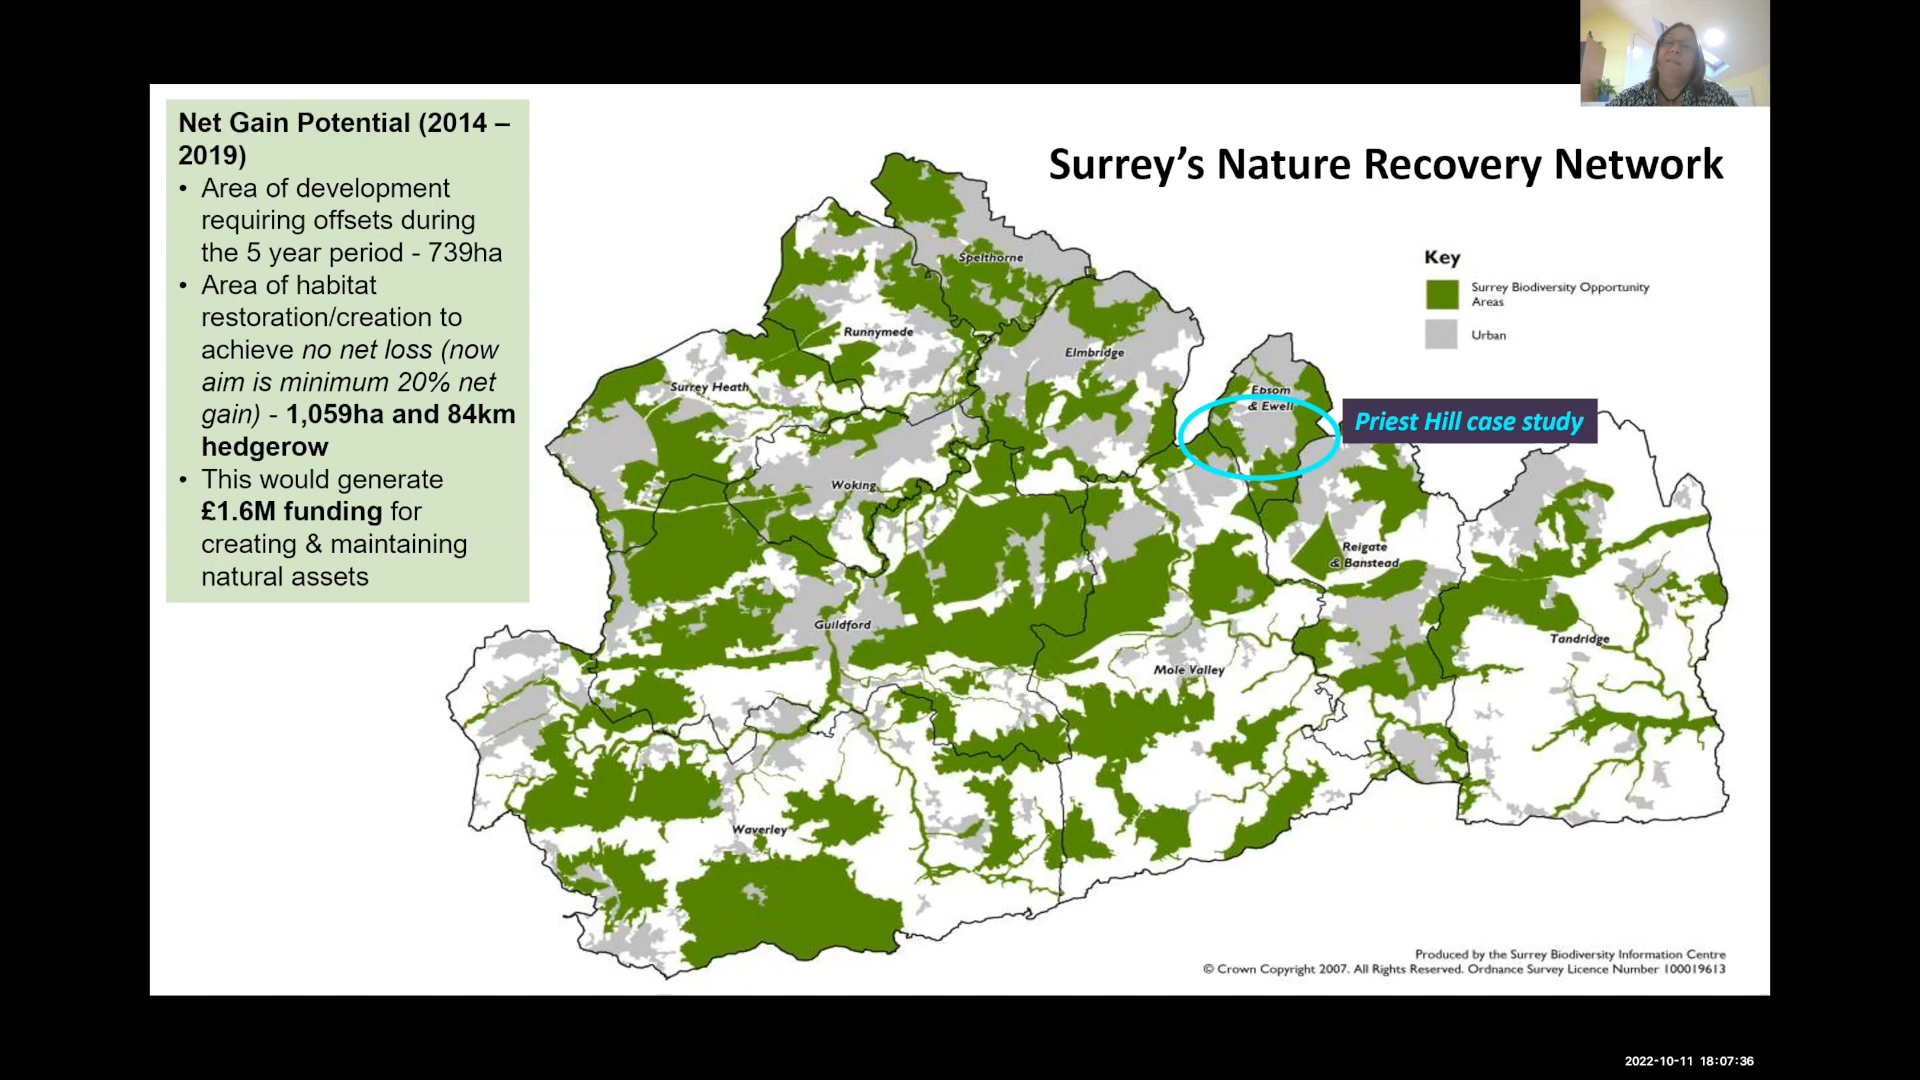 Net Gain Potential (2014 –
2019)
• Area of development
requiring offsets during
the 5 year period - 739ha
• Area of habitat
restoration/creation to
achieve no net loss (now
aim is minimum 20% net
gain) - 1,059ha and 84km
hedgerow
• This would generate
£1.6M funding for
creating & maintaining
natural assets
Surrey's Nature Recovery Network
Key
Surrey Biodiversity Opportunity
Areas
Urban
Spelthorne
Runnymede
Elmbridge
Surrey Heath
Epsom
& Ewell
Priest Hill case study
Woking
Reigate
& Banstead
Guildford
Tandridge
Mole Valley
Waverley
Produced by the Surrey Biodiversity Information Centre
© Crown Copyright 2007. All Rights Reserved. Ordnance Survey Licence Number 100019613
2022-10-11 18:07:36